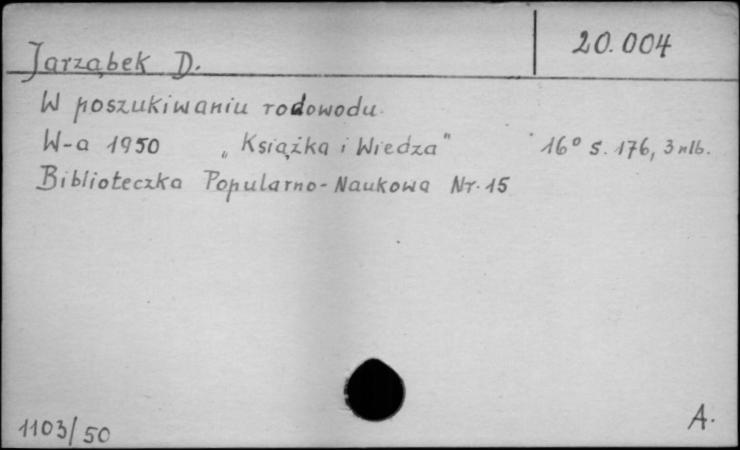 Jarząbek D.
20.004
W poszukiwaniu rodowodu.
W-a 1950 „Książka i Wiedza" 16° s. 176, 3 nlb.
Biblioteczka Popularno-Naukowa Nr. 15
1103/50
A.